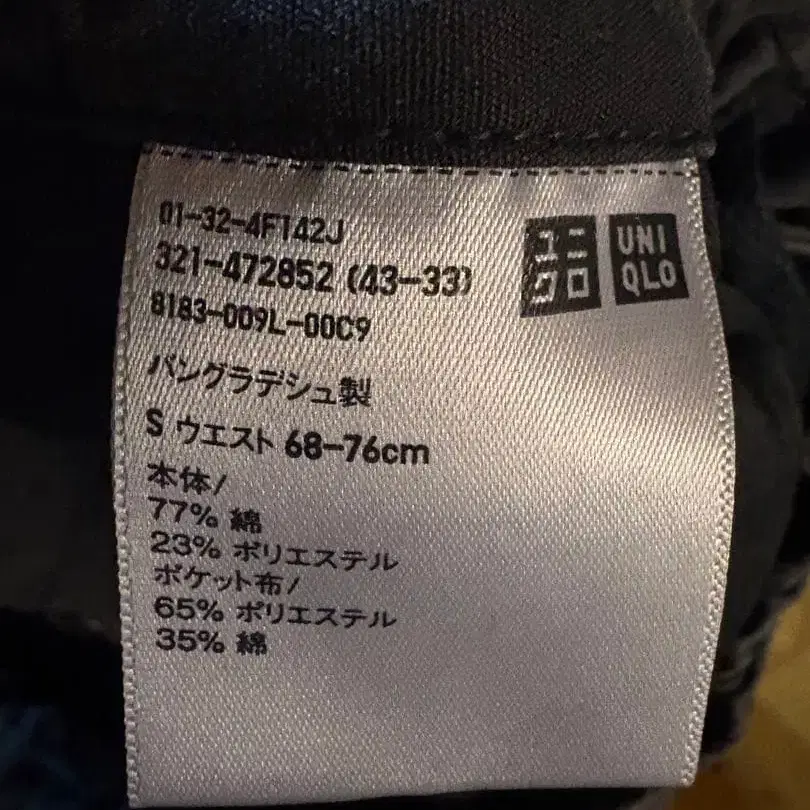 01-32-4F142J
321-472852 (43-33)
8183-009L-00C9
ユニ
クロ
UNI
QLO
バングラデシュ製
S ウエスト 68-76cm
本体/
77% 綿
23% ポリエステル
ポケット布/
65% ポリエステル
35% 綿